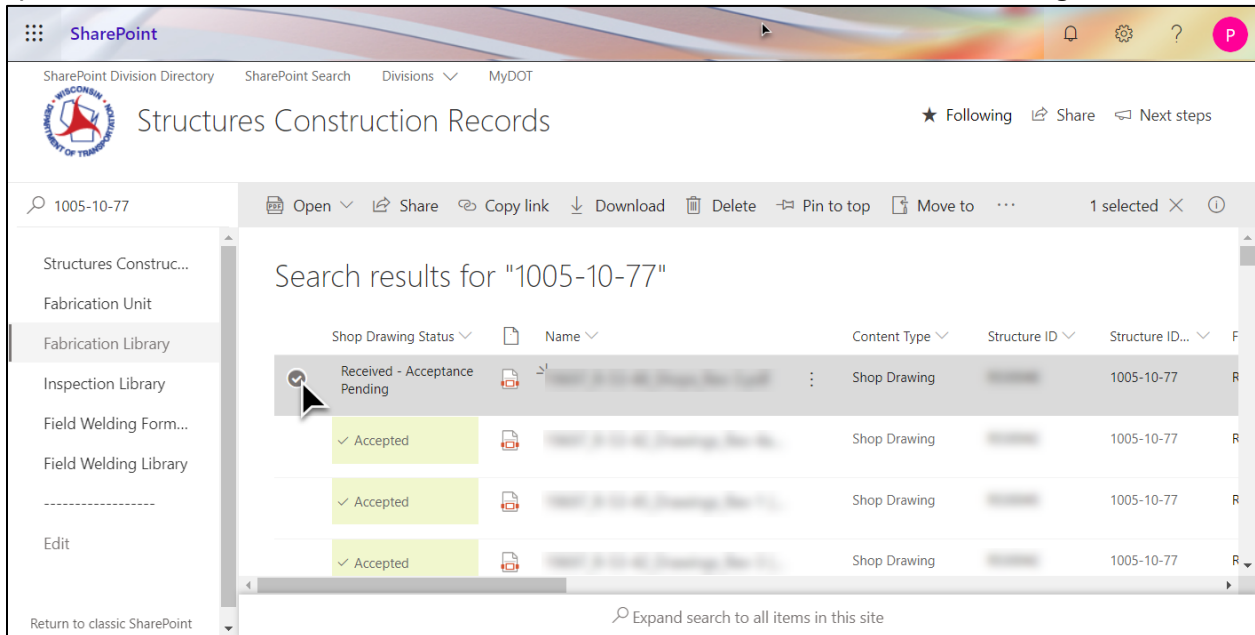 SharePoint
P
SharePoint Division Directory SharePoint Search Divisions MyDOT
WISCONSIN
DEPARTMENT OF TRANSPORTATION
Structures Construction Records
Following Share Next steps
1005-10-77
PDF Open Share Copy link Download Delete Pin to top Move to ... 1 selected
Structures Construc...
Fabrication Unit
Fabrication Library
Inspection Library
Field Welding Form...
Field Welding Library
------------------
Edit
Return to classic SharePoint
Search results for "1005-10-77"
Shop Drawing Status Name Content Type Structure ID Structure ID... F
Received - Acceptance
Pending
Shop Drawing 1005-10-77 R
Accepted Shop Drawing 1005-10-77 R
Accepted Shop Drawing 1005-10-77 R
Accepted Shop Drawing 1005-10-77 R
Expand search to all items in this site